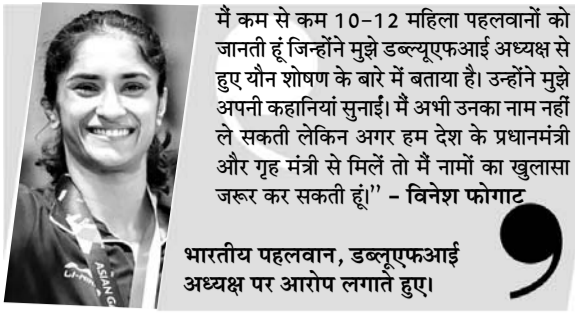 मैं कम से कम 10-12 महिला पहलवानों को
जानती हूं जिन्होंने मुझे डब्ल्यूएफआई अध्यक्ष से
हुए यौन शोषण के बारे में बताया है। उन्होंने मुझे
अपनी कहानियां सुनाईं। मैं अभी उनका नाम नहीं
ले सकती लेकिन अगर हम देश के प्रधानमंत्री
और गृह मंत्री से मिलें तो मैं नामों का खुलासा
जरूर कर सकती हूं।” - विनेश फोगाट
भारतीय पहलवान, डब्लूएफआई
अध्यक्ष पर आरोप लगाते हुए।
ASIAN G